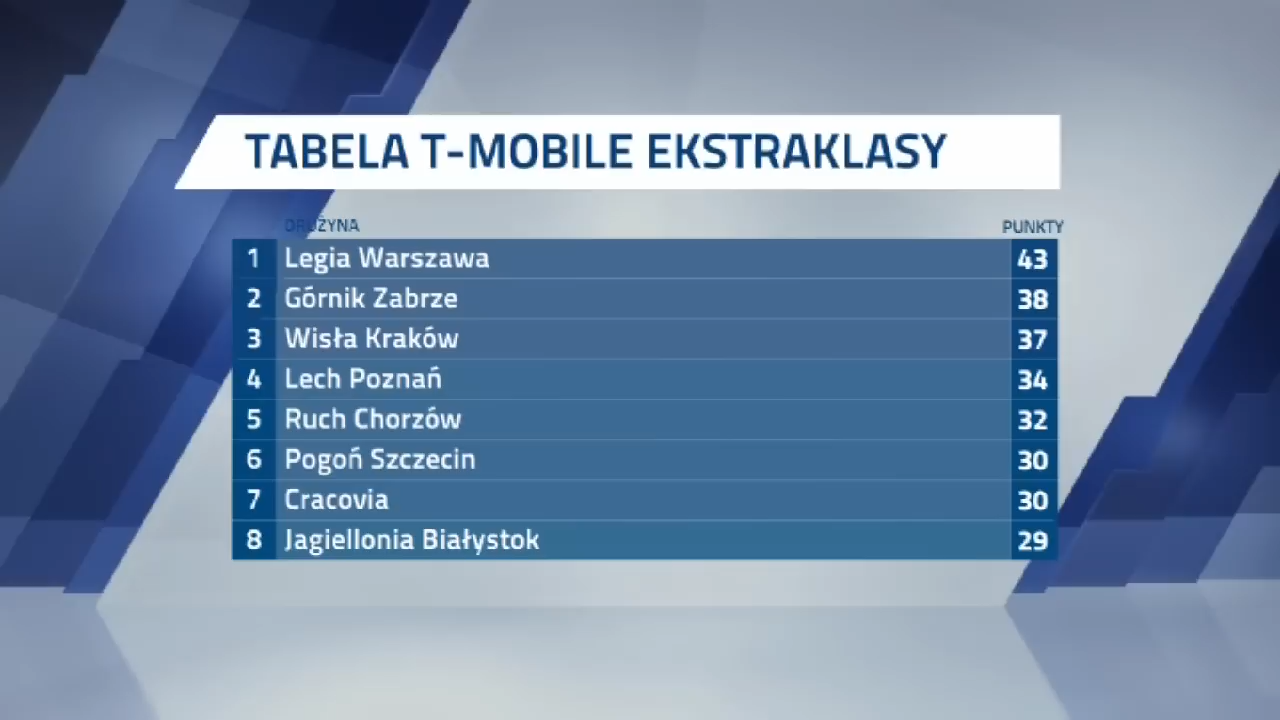 TABELA T-MOBILE EKSTRAKLASY
DRUŻYNA PUNKTY
1 Legia Warszawa 43
2 Górnik Zabrze 38
3 Wisła Kraków 37
4 Lech Poznań 34
5 Ruch Chorzów 32
6 Pogoń Szczecin 30
7 Cracovia 30
8 Jagiellonia Białystok 29